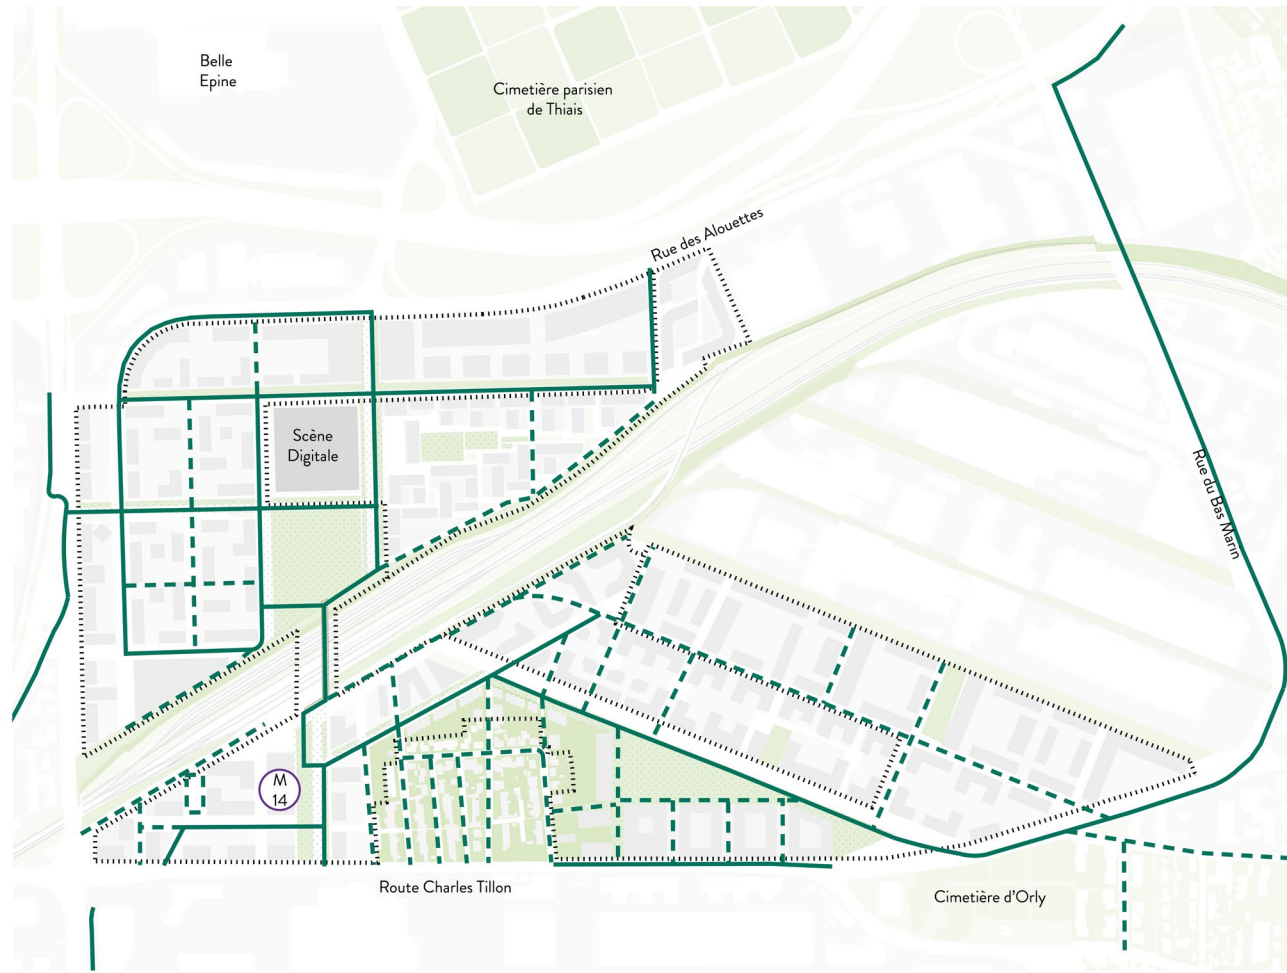 Belle
Epine
Cimetière parisien
de Thiais
Rue des Alouettes
Scène
Digitale
Rue du Bas Marin
M
14
Route Charles Tillon
Cimetière d'Orly